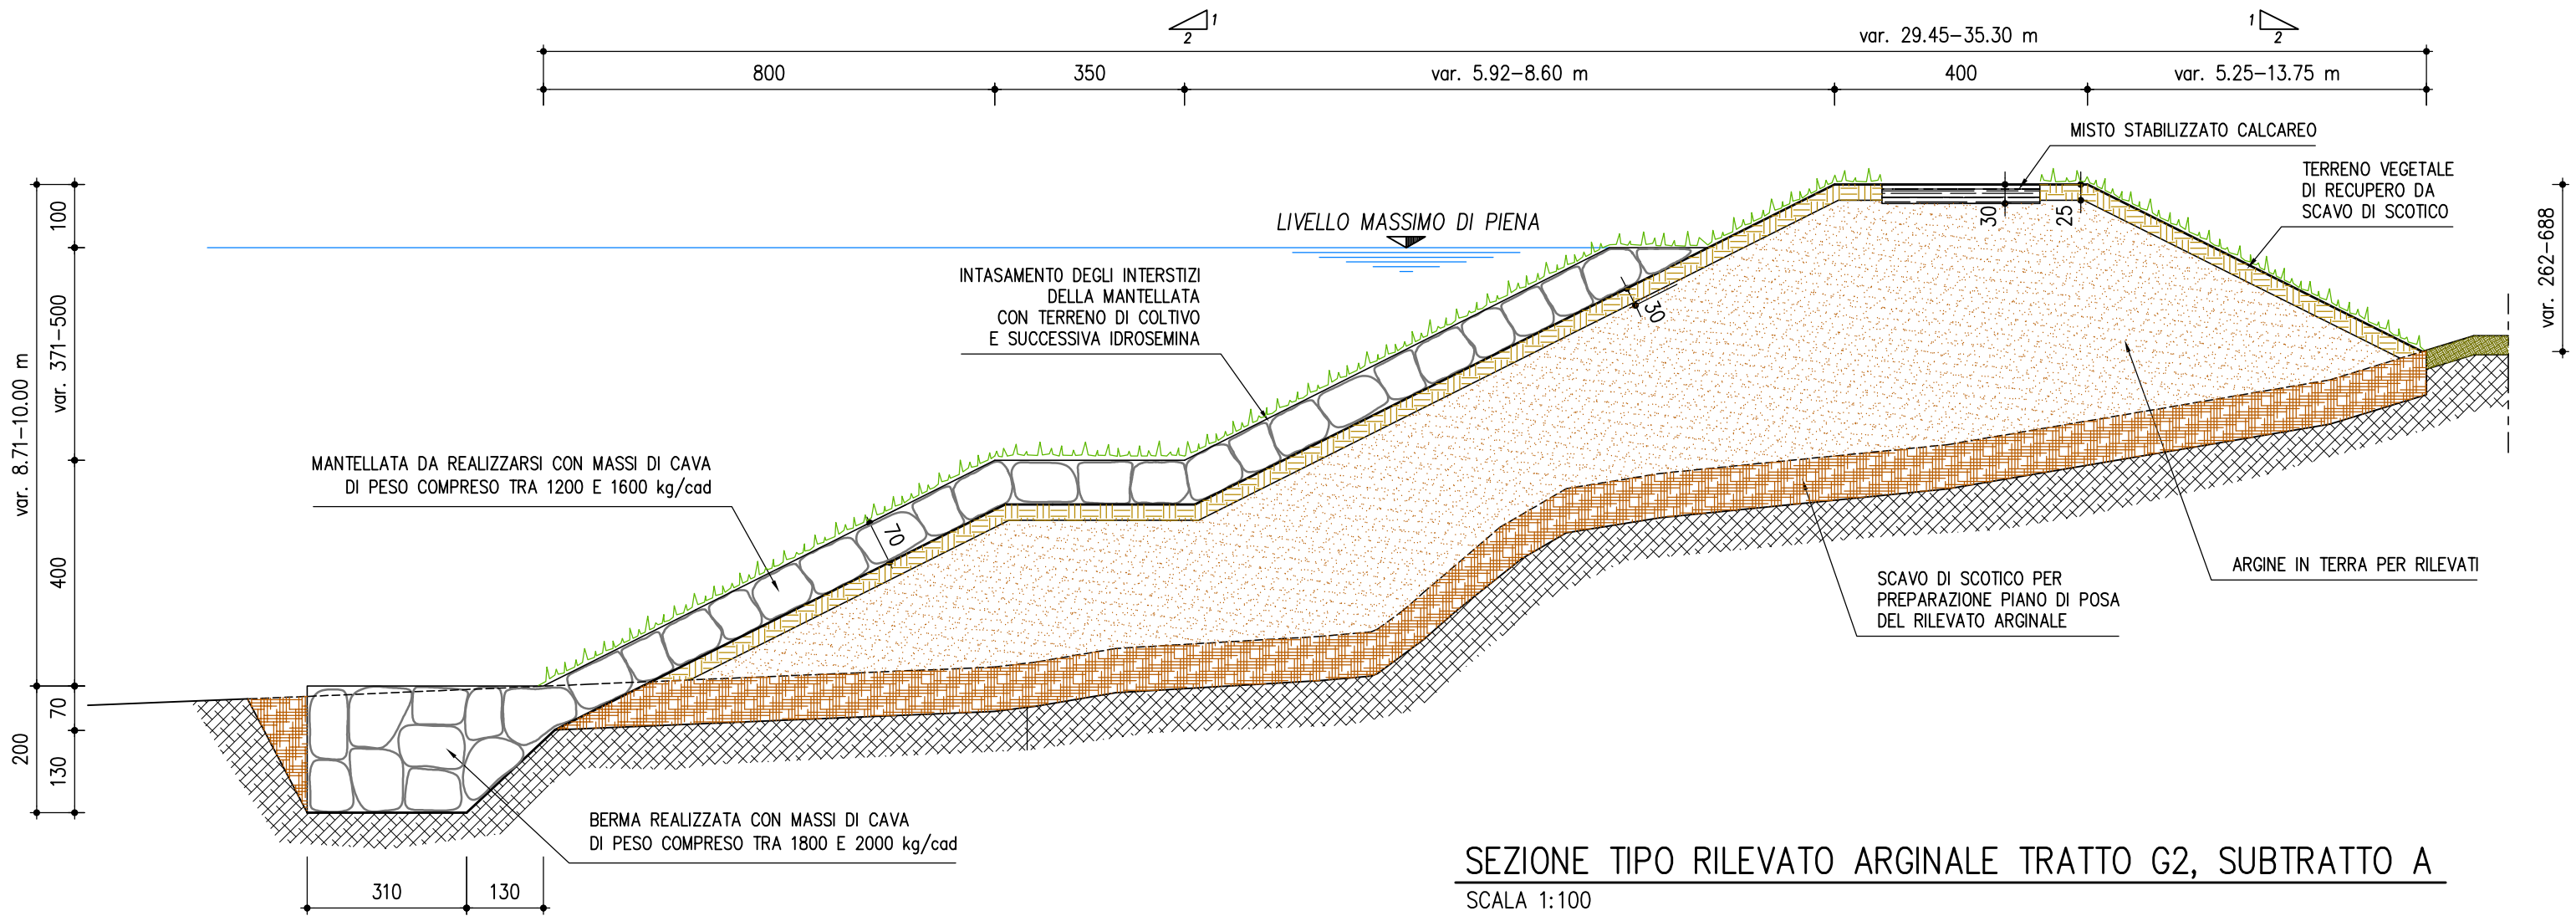 1
2
1
2
var. 29.45-35.30 m
800
350
var. 5.92-8.60 m
400
var. 5.25-13.75 m
MISTO STABILIZZATO CALCAREO
TERRENO VEGETALE
DI RECUPERO DA
SCAVO DI SCOTICO
LIVELLO MASSIMO DI PIENA
30
25
var. 262-688
100
var. 371-500
var. 8.71-10.00 m
400
70
200
130
INTASAMENTO DEGLI INTERSTIZI
DELLA MANTELLATA
CON TERRENO DI COLTIVO
E SUCCESSIVA IDROSEMINA
30
MANTELLATA DA REALIZZARSI CON MASSI DI CAVA
DI PESO COMPRESO TRA 1200 E 1600 kg/cad
70
ARGINE IN TERRA PER RILEVATI
SCAVO DI SCOTICO PER
PREPARAZIONE PIANO DI POSA
DEL RILEVATO ARGINALE
BERMA REALIZZATA CON MASSI DI CAVA
DI PESO COMPRESO TRA 1800 E 2000 kg/cad
310
130
SEZIONE TIPO RILEVATO ARGINALE TRATTO G2, SUBTRATTO A
SCALA 1:100